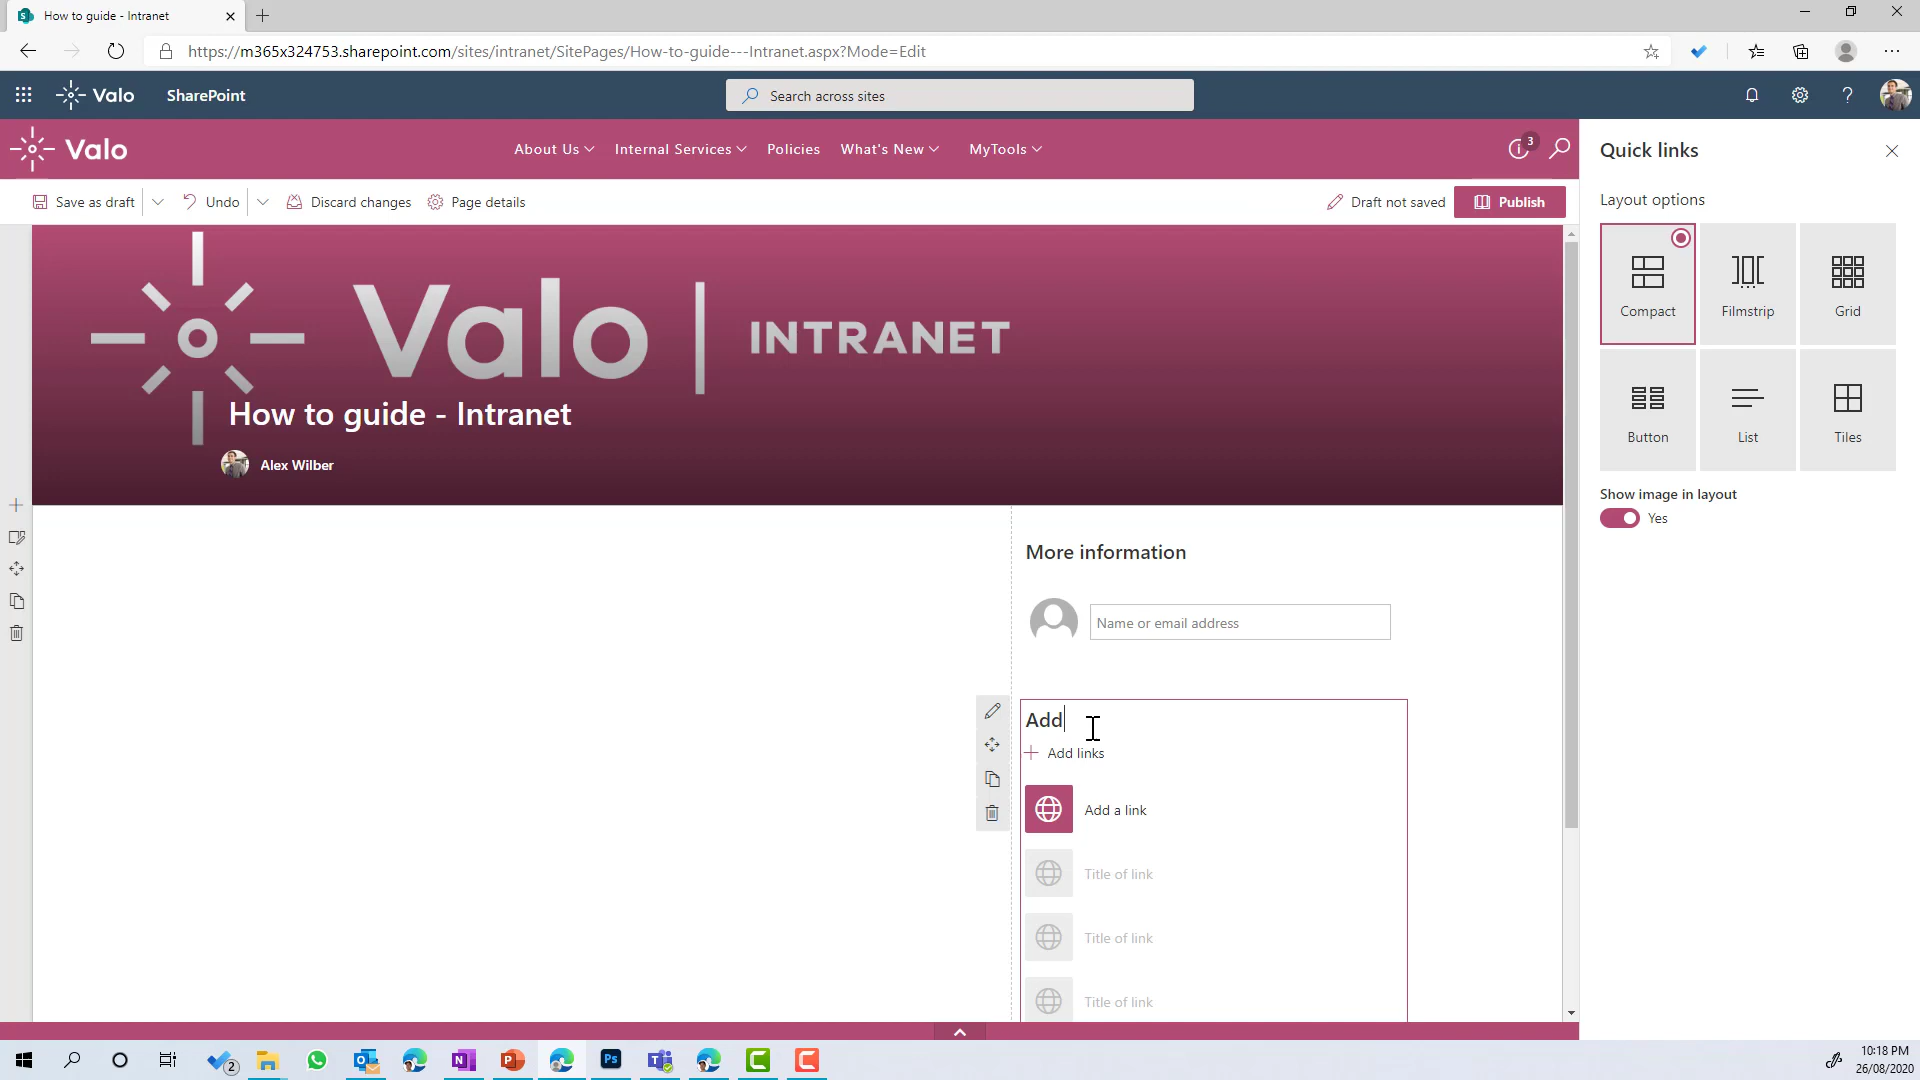 How to guide - Intranet
https://m365x324753.sharepoint.com/sites/intranet/SitePages/How-to-guide---Intranet.aspx?Mode=Edit
Valo SharePoint Search across sites
Valo About Us Internal Services Policies What's New MyTools 3
Save as draft Undo Discard changes Page details Draft not saved Publish
Valo | INTRANET
How to guide - Intranet
Alex Wilber
More information
Name or email address
Add
Add links
Add a link
Title of link
Title of link
Title of link
Quick links
Layout options
Compact Filmstrip Grid
Button List Tiles
Show image in layout
Yes
2
10:18 PM
26/08/2020